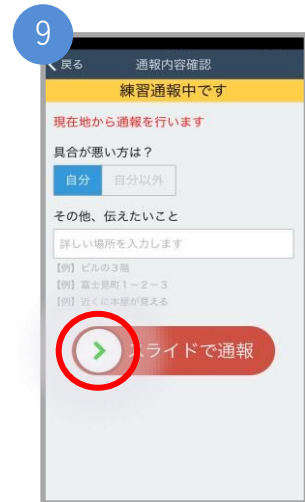 9
戻る 通報内容確認
練習通報中です
現在地から通報を行います
具合が悪い方は？
自分 自分以外
その他、伝えたいこと
詳しい場所を入力します
【例】ビルの3階
【例】富士見町1－2－3
【例】近くに本屋が見える
スライドで通報